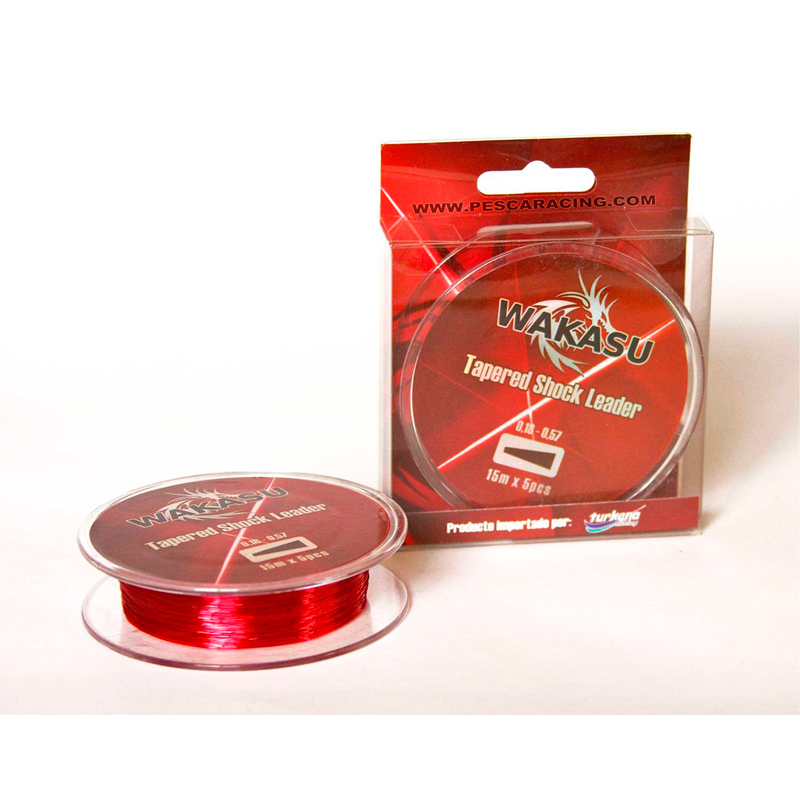 WWW.PESCARACING.COM
WAKASU
Tapered Shock Leader
0,18 - 0,57
15m x 5pcs
Producto importado por: turkana
WAKASU
Tapered Shock Leader
0,18 - 0,57
15m x 5pcs